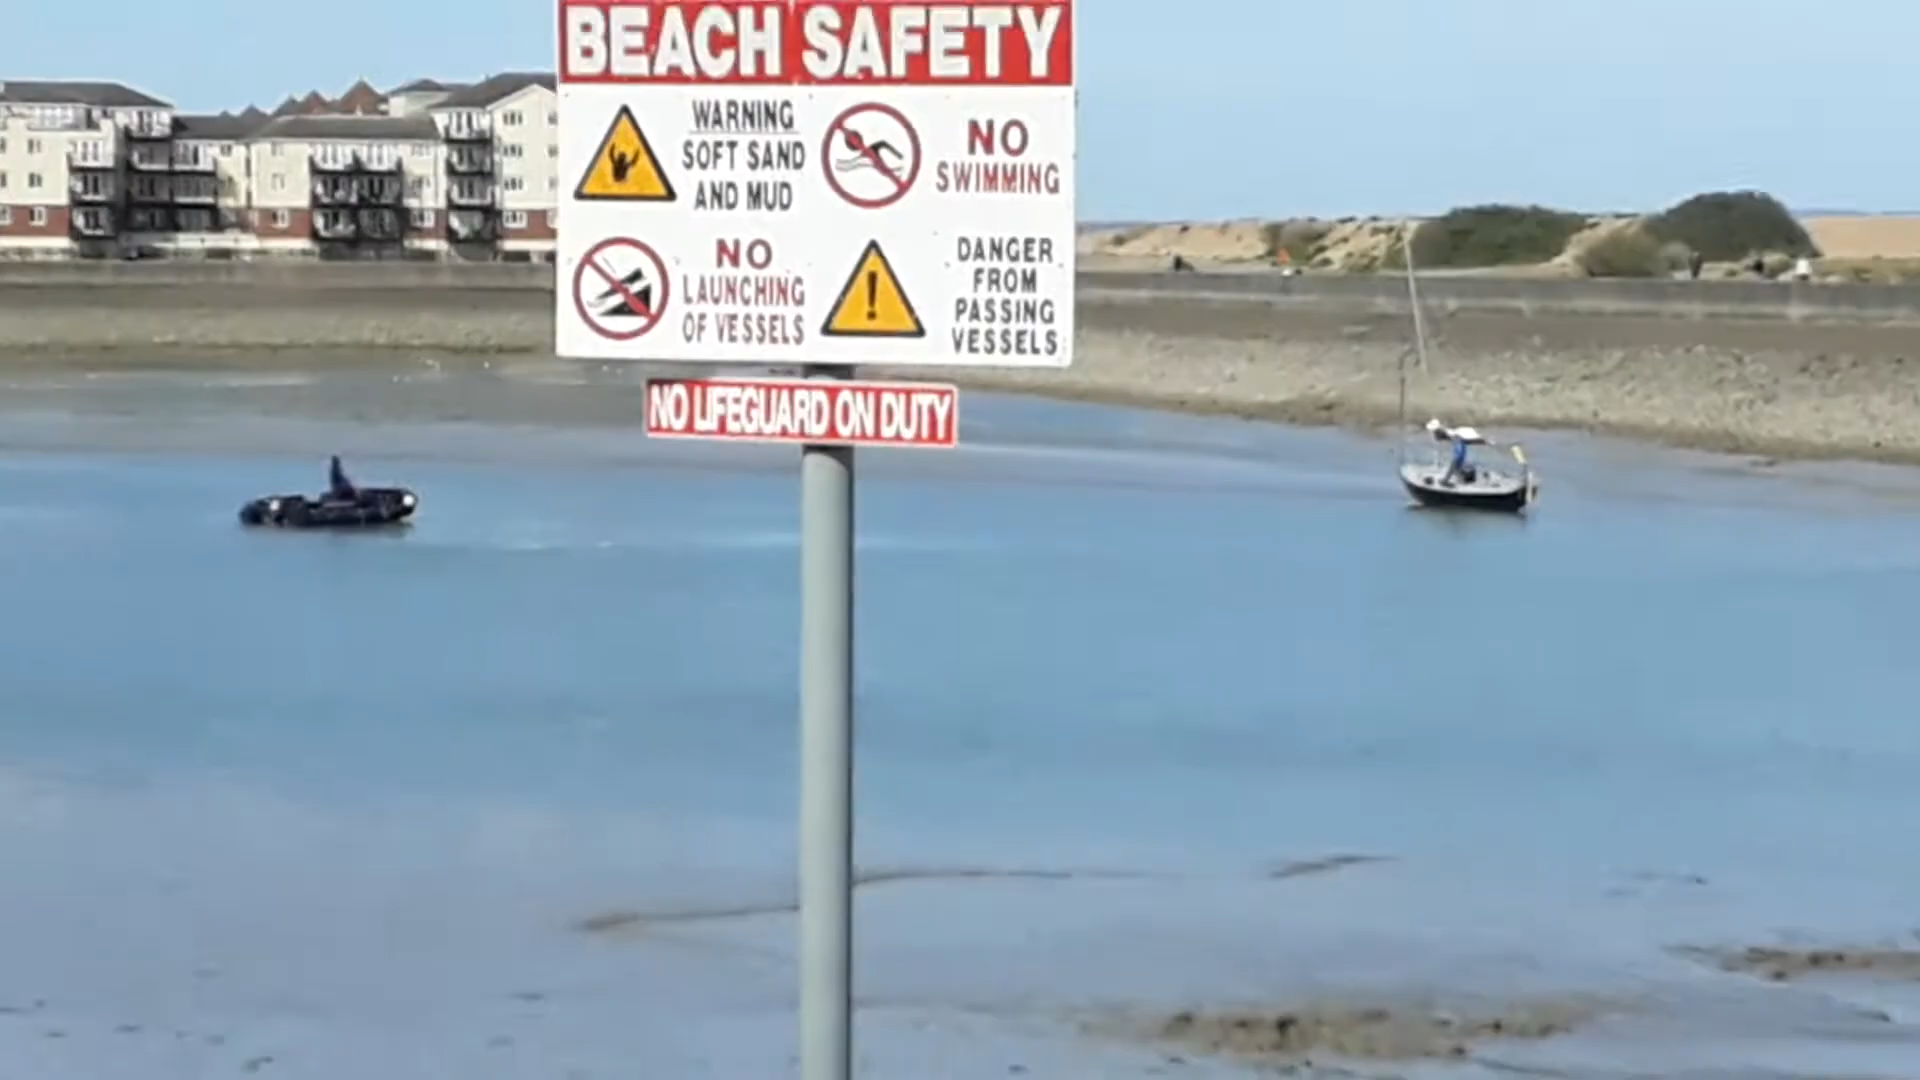 BEACH SAFETY
WARNING
SOFT SAND
AND MUD
NO
SWIMMING
NO
LAUNCHING
OF VESSELS
DANGER
FROM
PASSING
VESSELS
NO LIFEGUARD ON DUTY